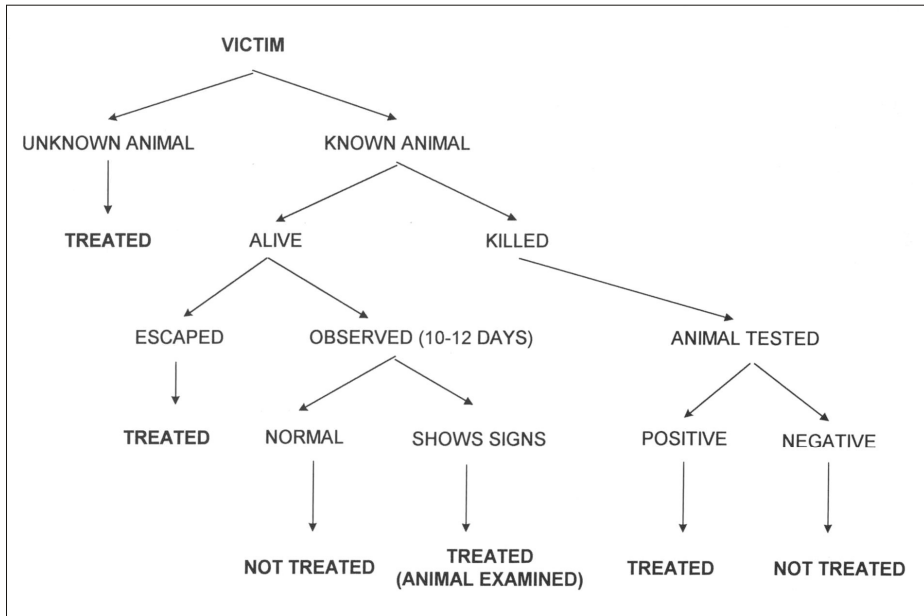 VICTIM
UNKNOWN ANIMAL
KNOWN ANIMAL
TREATED
ALIVE
KILLED
ESCAPED
OBSERVED (10-12 DAYS)
ANIMAL TESTED
TREATED
NORMAL
SHOWS SIGNS
POSITIVE
NEGATIVE
NOT TREATED
TREATED
(ANIMAL EXAMINED)
TREATED
NOT TREATED